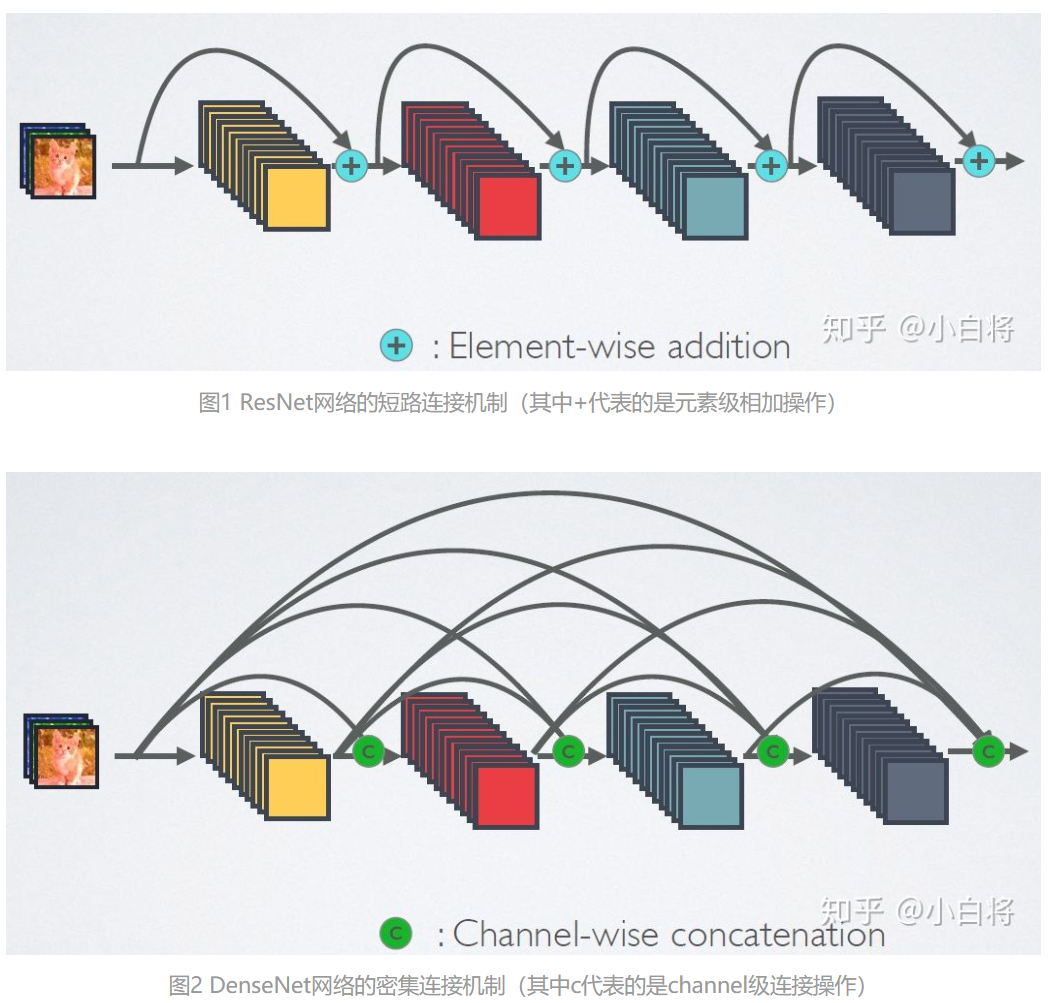 知乎 @小白将
+ : Element-wise addition
图1 ResNet网络的短路连接机制（其中+代表的是元素级相加操作）
C C C C
知乎 @小白将
C : Channel-wise concatenation
图2 DenseNet网络的密集连接机制（其中c代表的是channel级连接操作）